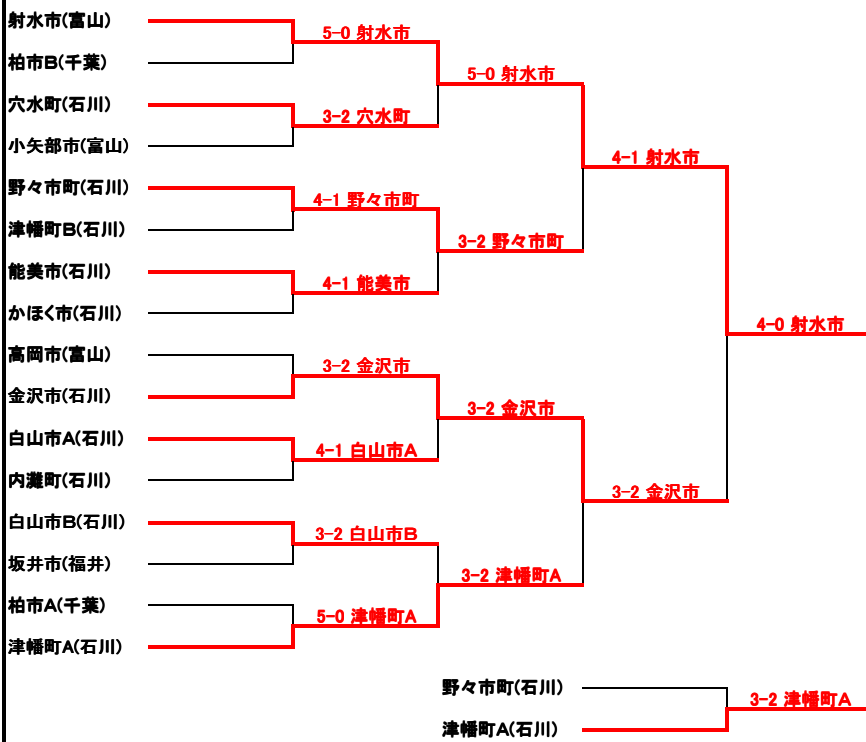 射水市(富山)
柏市B(千葉)
穴水町(石川)
小矢部市(富山)
野々市町(石川)
津幡町B(石川)
能美市(石川)
かほく市(石川)
高岡市(富山)
金沢市(石川)
白山市A(石川)
内灘町(石川)
白山市B(石川)
坂井市(福井)
柏市A(千葉)
津幡町A(石川)
5-0 射水市
3-2 穴水町
4-1 野々市町
4-1 能美市
3-2 金沢市
4-1 白山市A
3-2 白山市B
5-0 津幡町A
5-0 射水市
3-2 野々市町
3-2 金沢市
3-2 津幡町A
4-1 射水市
3-2 金沢市
4-0 射水市
野々市町(石川)
津幡町A(石川)
3-2 津幡町A